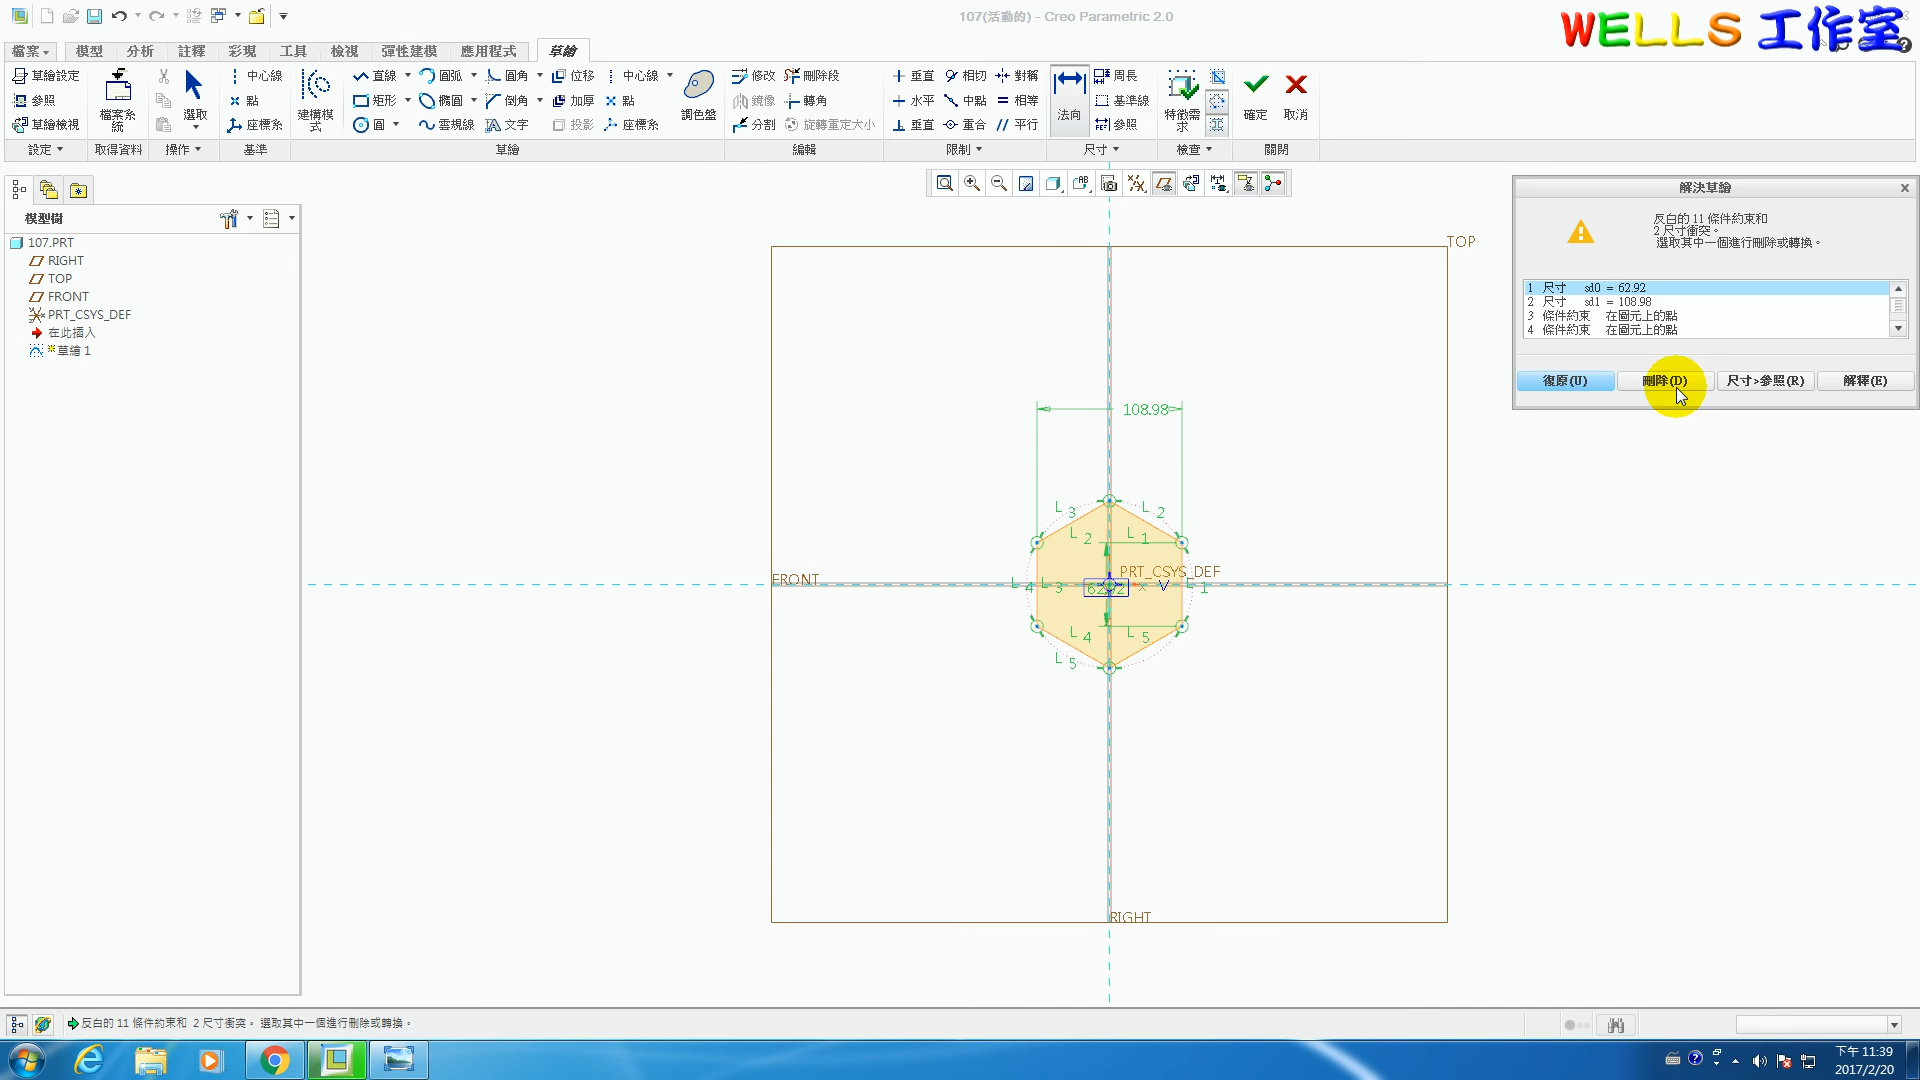 107(活動的) - Creo Parametric 2.0
WELLS 工作室
檔案 模型 分析 註釋 彩現 工具 檢視 彈性建模 應用程式 草繪
草繪設定 中心線 直線 圓弧 圓角 位移 中心線 修改 刪除段 垂直 相切 對稱 周長
參照 點 矩形 橢圓 倒角 加厚 點 鏡像 轉角 水平 中點 相等 基準線
草繪檢視 座標系 圓 雲規線 文字 投影 座標系 分割 旋轉重定大小 垂直 重合 平行 參照
檔案系統 選取 建構模式 調色盤 法向 特徵需求 確定 取消
設定 取得資料 操作 基準 草繪 編輯 限制 尺寸 檢查 關閉
模型樹
107.PRT
RIGHT
TOP
FRONT
PRT_CSYS_DEF
在此插入
草繪 1
TOP
108.98
L 3 L 2
L 2 L 1
PRT_CSYS_DEF
FRONT
L 4 L 3 62.92 X V L 1
L 4 L 5
L 5
RIGHT
解決草繪
反白的 11 條件約束和
2 尺寸衝突。
選取其中一個進行刪除或轉換。
1 尺寸 sd0 = 62.92
2 尺寸 sd1 = 108.98
3 條件約束 在圖元上的點
4 條件約束 在圖元上的點
復原(U) 刪除(D) 尺寸>參照(R) 解釋(E)
反白的 11 條件約束和 2 尺寸衝突。 選取其中一個進行刪除或轉換。
下午 11:39
2017/2/20